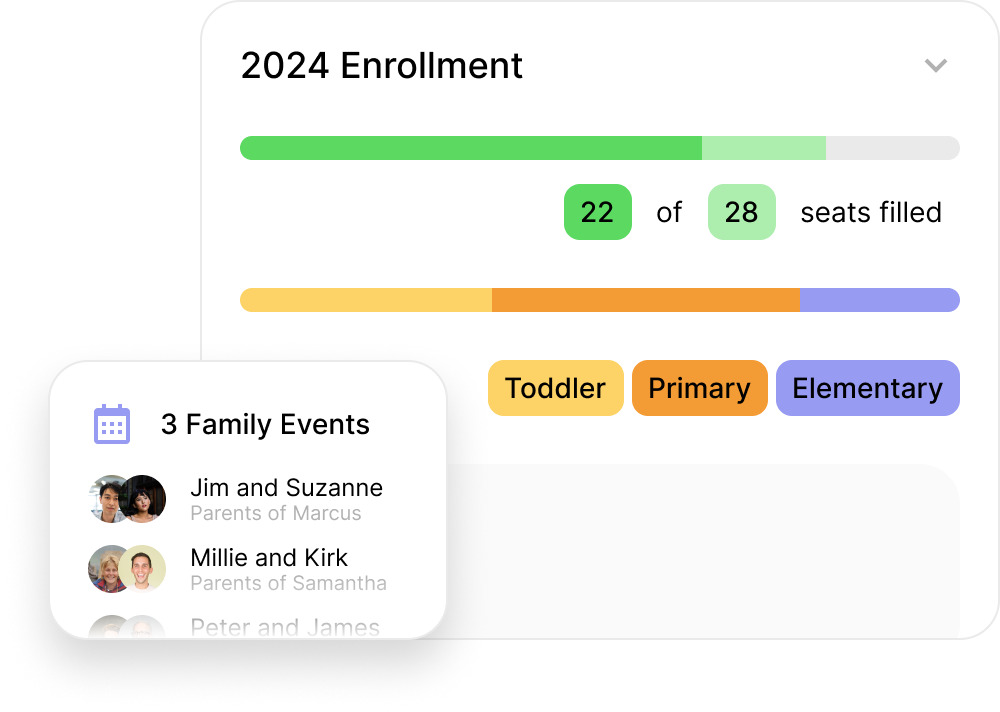 2024 Enrollment
22 of 28 seats filled
Toddler Primary Elementary
3 Family Events
Jim and Suzanne
Parents of Marcus
Millie and Kirk
Parents of Samantha
Peter and James